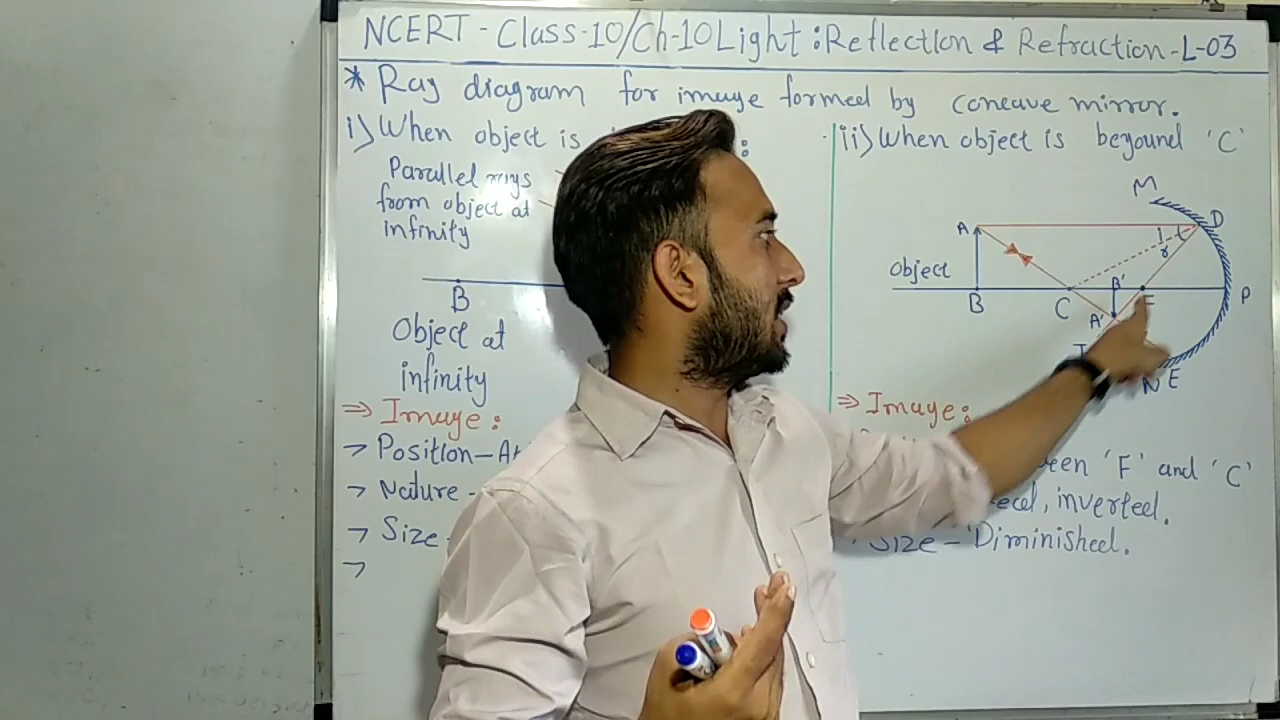 NCERT - Class-10/Ch-10 Light : Reflection & Refraction - L-03
* Ray diagram for image formed by concave mirror.
i) When object is :
Parallel rays
from object at
infinity
B
Object at
infinity
⇒ Image :
→ Position - At
→ Nature -
→ Size
→
ii) When object is beyound 'C'
M
A
D
i
r
Object
B
C
B'
F
P
A'
N E
⇒ Image :
'F' and 'C'
, inverted.
Size - Diminished.